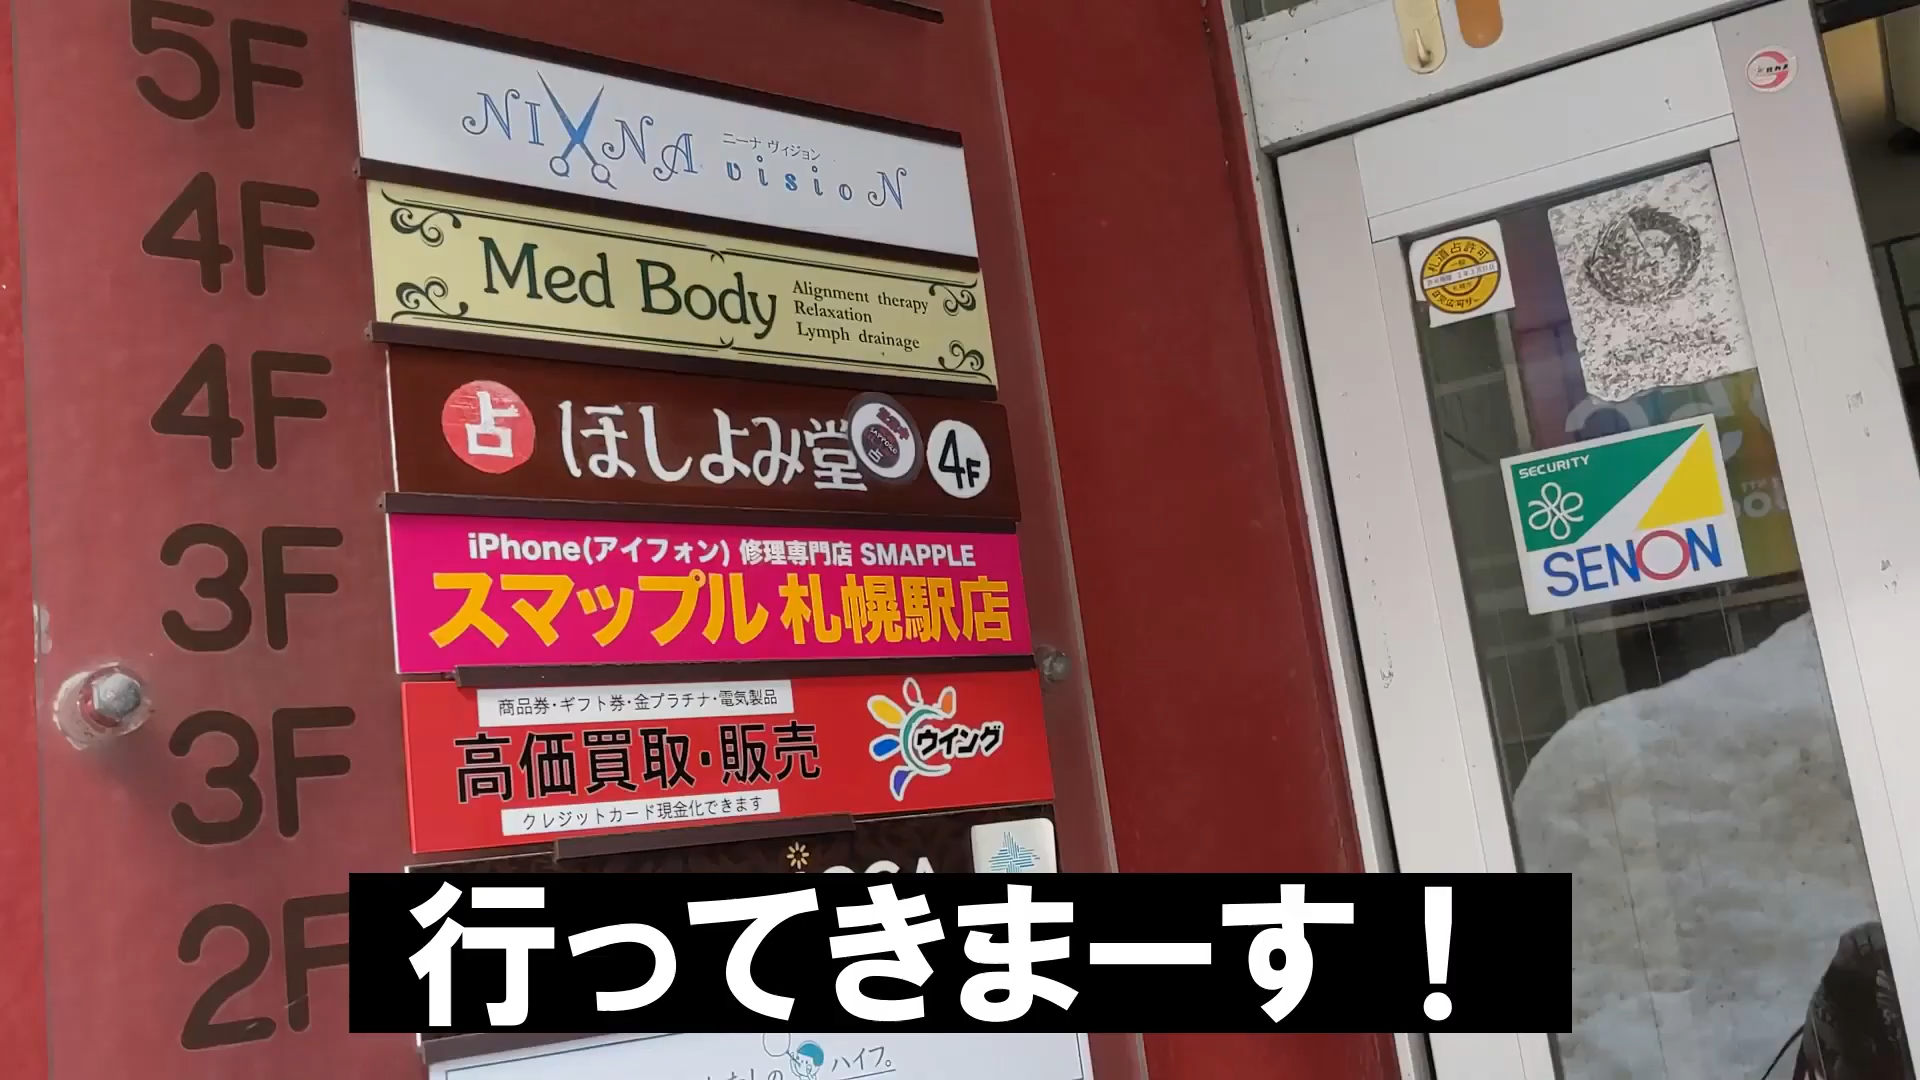 5F
NINA visioN
ニーナ ヴィジョン
4F
Med Body
Alignment therapy
Relaxation
Lymph drainage
4F
占 ほしよみ堂 4F
3F
iPhone(アイフォン) 修理専門店 SMAPPLE
スマップル 札幌駅店
3F
商品券・ギフト券・金プラチナ・電気製品
高価買取・販売
ウイング
クレジットカード現金化できます
2F
行ってきまーす！
ハイフ。
SECURITY
SENON